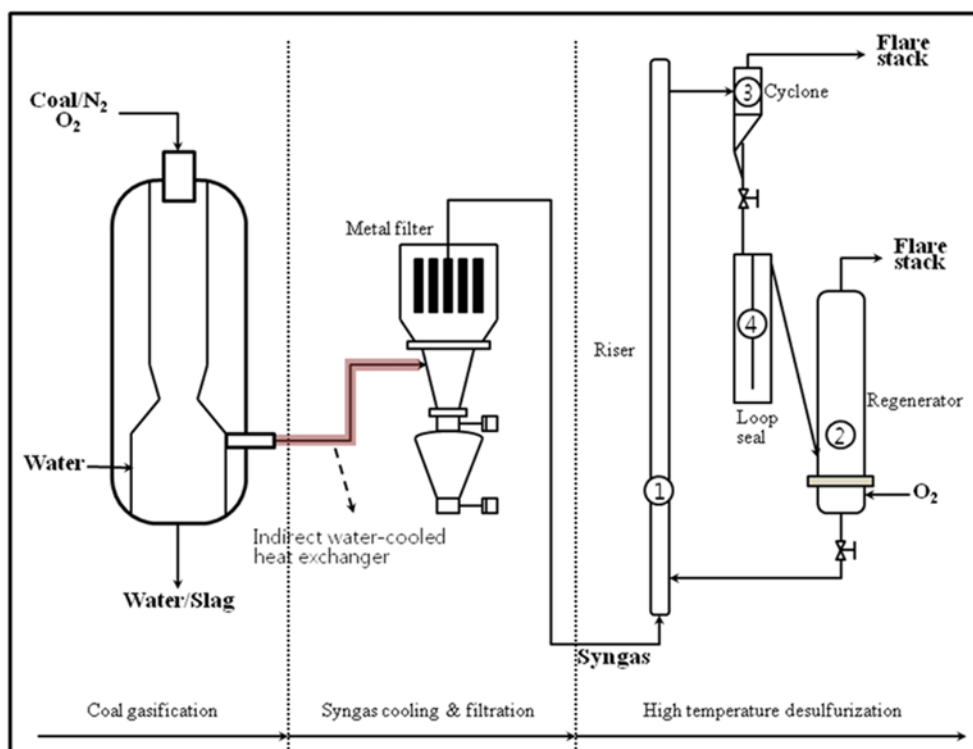 Coal/N2
O2
Water
Water/Slag
Indirect water-cooled
heat exchanger
Metal filter
Syngas
Riser
1
3
Cyclone
Flare
stack
4
Loop
seal
Flare
stack
Regenerator
2
O2
Coal gasification
Syngas cooling & filtration
High temperature desulfurization